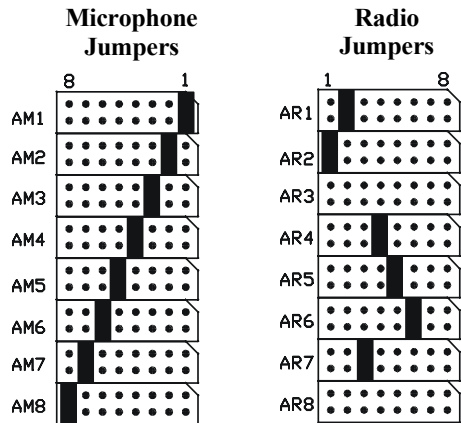 Microphone
Jumpers
8 1
AM1
AM2
AM3
AM4
AM5
AM6
AM7
AM8
Radio
Jumpers
1 8
AR1
AR2
AR3
AR4
AR5
AR6
AR7
AR8